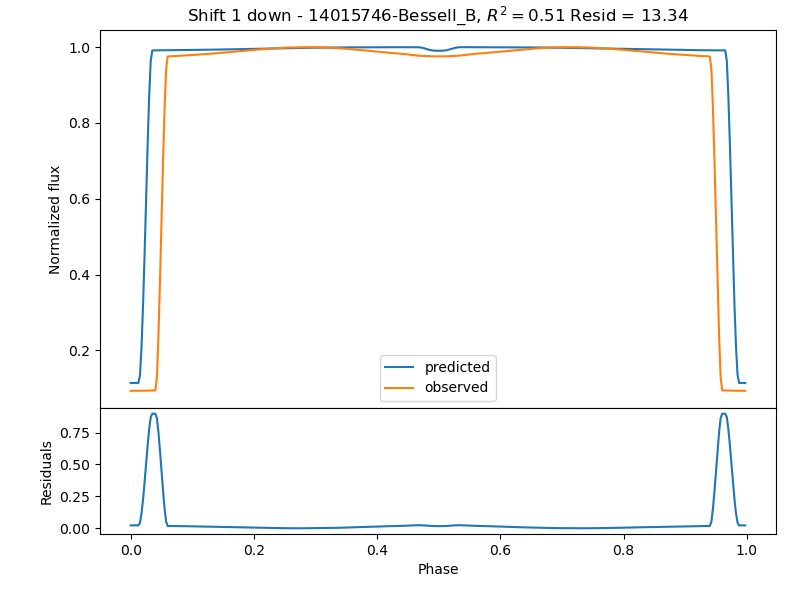 Shift 1 down - 14015746-Bessell_B, R² = 0.51 Resid = 13.34
1.0
0.8
0.6
0.4
0.2
Normalized flux
predicted
observed
0.75
0.50
0.25
0.00
Residuals
0.0 0.2 0.4 0.6 0.8 1.0
Phase